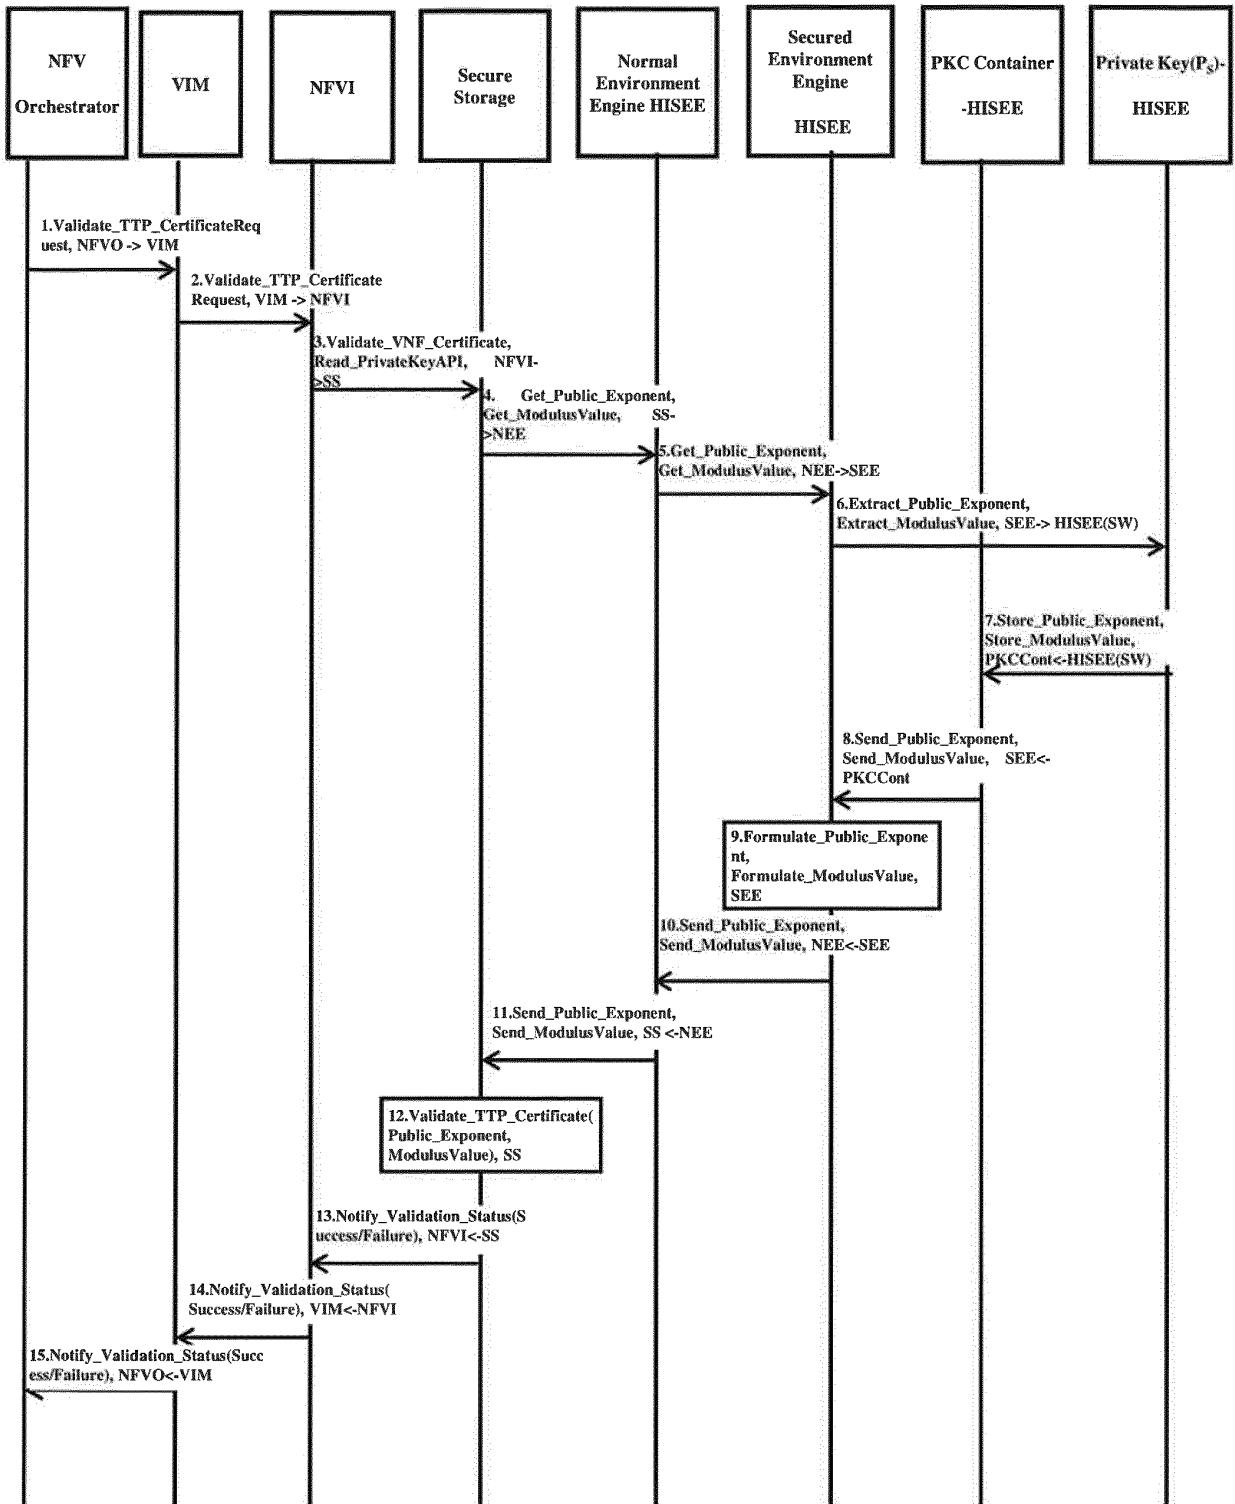 NFV
Orchestrator
VIM
NFVI
Secure
Storage
Normal
Environment
Engine HISEE
Secured
Environment
Engine
HISEE
PKC Container
-HISEE
Private Key(PS)-
HISEE
1.Validate_TTP_CertificateReq
uest, NFVO -> VIM
2.Validate_TTP_Certificate
Request, VIM -> NFVI
3.Validate_VNF_Certificate,
Read_PrivateKeyAPI, NFVI-
>SS
4. Get_Public_Exponent,
Get_ModulusValue, SS-
>NEE
5.Get_Public_Exponent,
Get_ModulusValue, NEE->SEE
6.Extract_Public_Exponent,
Extract_ModulusValue, SEE-> HISEE(SW)
7.Store_Public_Exponent,
Store_ModulusValue,
PKCCont<-HISEE(SW)
8.Send_Public_Exponent,
Send_ModulusValue, SEE<-
PKCCont
9.Formulate_Public_Expone
nt,
Formulate_ModulusValue,
SEE
10.Send_Public_Exponent,
Send_ModulusValue, NEE<-SEE
11.Send_Public_Exponent,
Send_ModulusValue, SS <-NEE
12.Validate_TTP_Certificate(
Public_Exponent,
ModulusValue), SS
13.Notify_Validation_Status(S
uccess/Failure), NFVI<-SS
14.Notify_Validation_Status(
Success/Failure), VIM<-NFVI
15.Notify_Validation_Status(Succ
ess/Failure), NFVO<-VIM